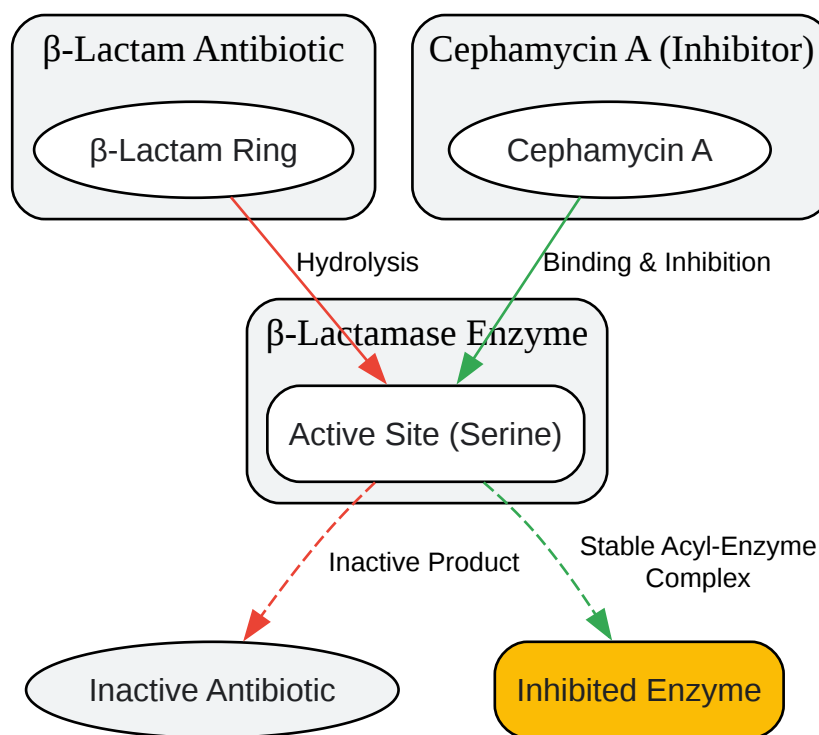 β-Lactam Antibiotic
Cephamycin A (Inhibitor)
β-Lactam Ring
Cephamycin A
Hydrolysis
Binding & Inhibition
β-Lactamase Enzyme
Active Site (Serine)
Inactive Product
Stable Acyl-Enzyme
Complex
Inactive Antibiotic
Inhibited Enzyme